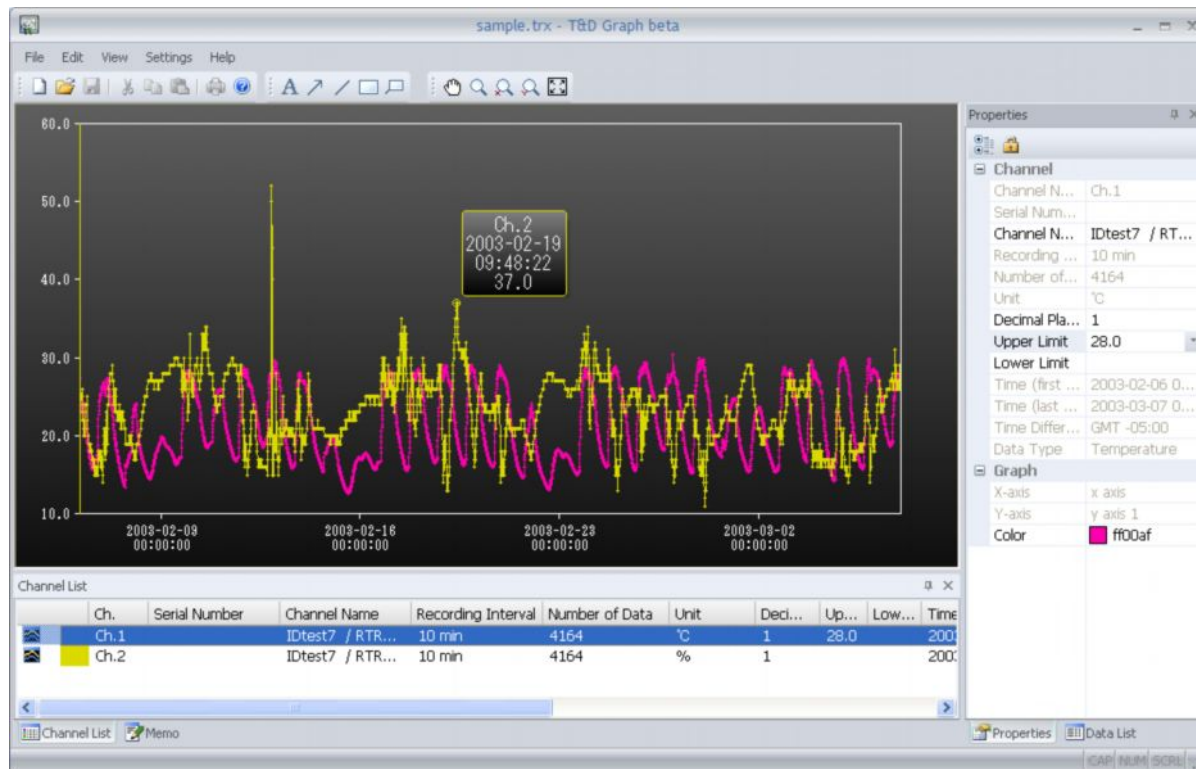 sample.trx - T&D Graph beta
File Edit View Settings Help
60.0
50.0
40.0
30.0
20.0
10.0
Ch.2
2003-02-19
09:48:22
37.0
2003-02-09 2003-02-16 2003-02-23 2003-03-02
00:00:00 00:00:00 00:00:00 00:00:00
Properties
Channel
Channel N... Ch.1
Serial Num...
Channel N... IDtest7 / RT...
Recording ... 10 min
Number of... 4164
Unit °C
Decimal Pla... 1
Upper Limit 28.0
Lower Limit
Time (first ... 2003-02-06 0...
Time (last ... 2003-03-07 0...
Time Differ... GMT -05:00
Data Type Temperature
Graph
X-axis x axis
Y-axis y axis 1
Color ff00af
Channel List
Ch. Serial Number Channel Name Recording Interval Number of Data Unit Deci... Up... Low... Time
Ch.1 IDtest7 / RTR... 10 min 4164 °C 1 28.0 200
Ch.2 IDtest7 / RTR... 10 min 4164 % 1 200
Channel List Memo
Properties Data List
CAP NUM SCRL